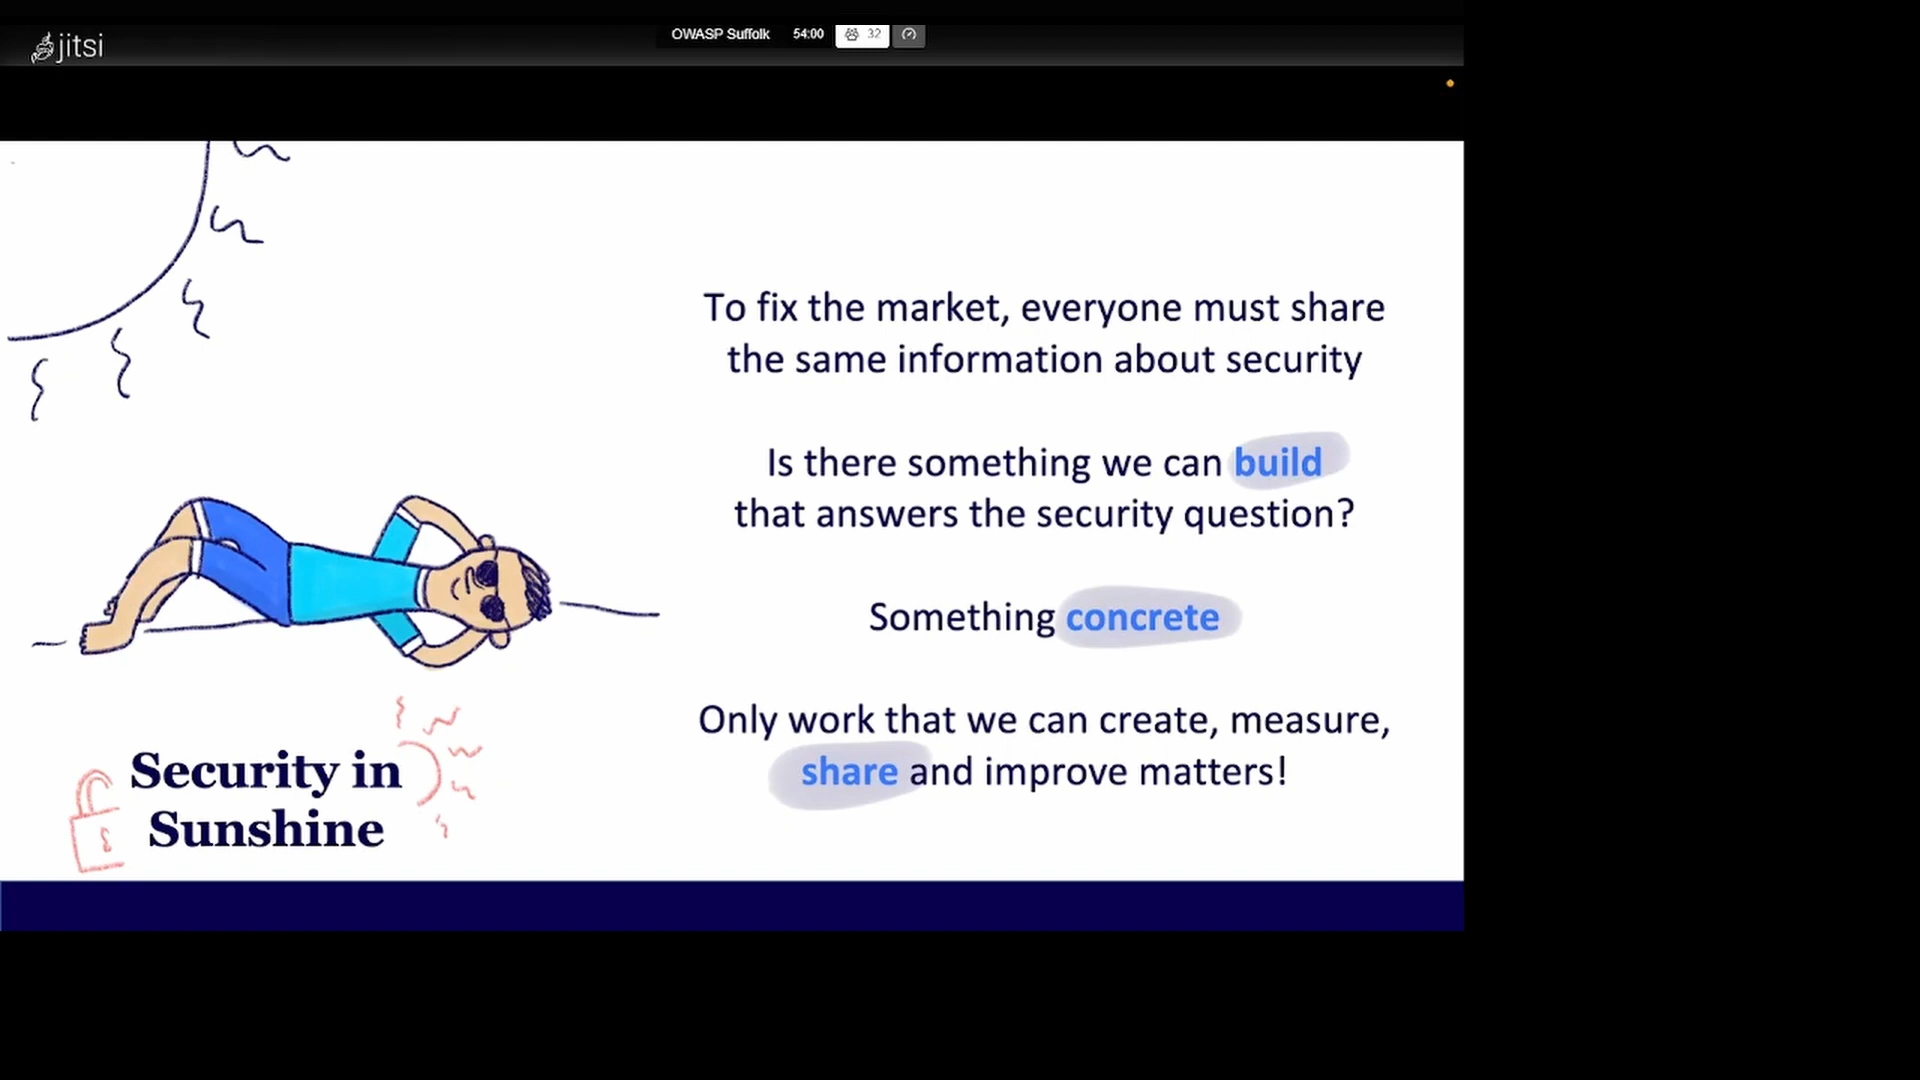 jitsi
OWASP Suffolk 54:00 32
To fix the market, everyone must share
the same information about security
Is there something we can build
that answers the security question?
Something concrete
Only work that we can create, measure,
share and improve matters!
Security in
Sunshine